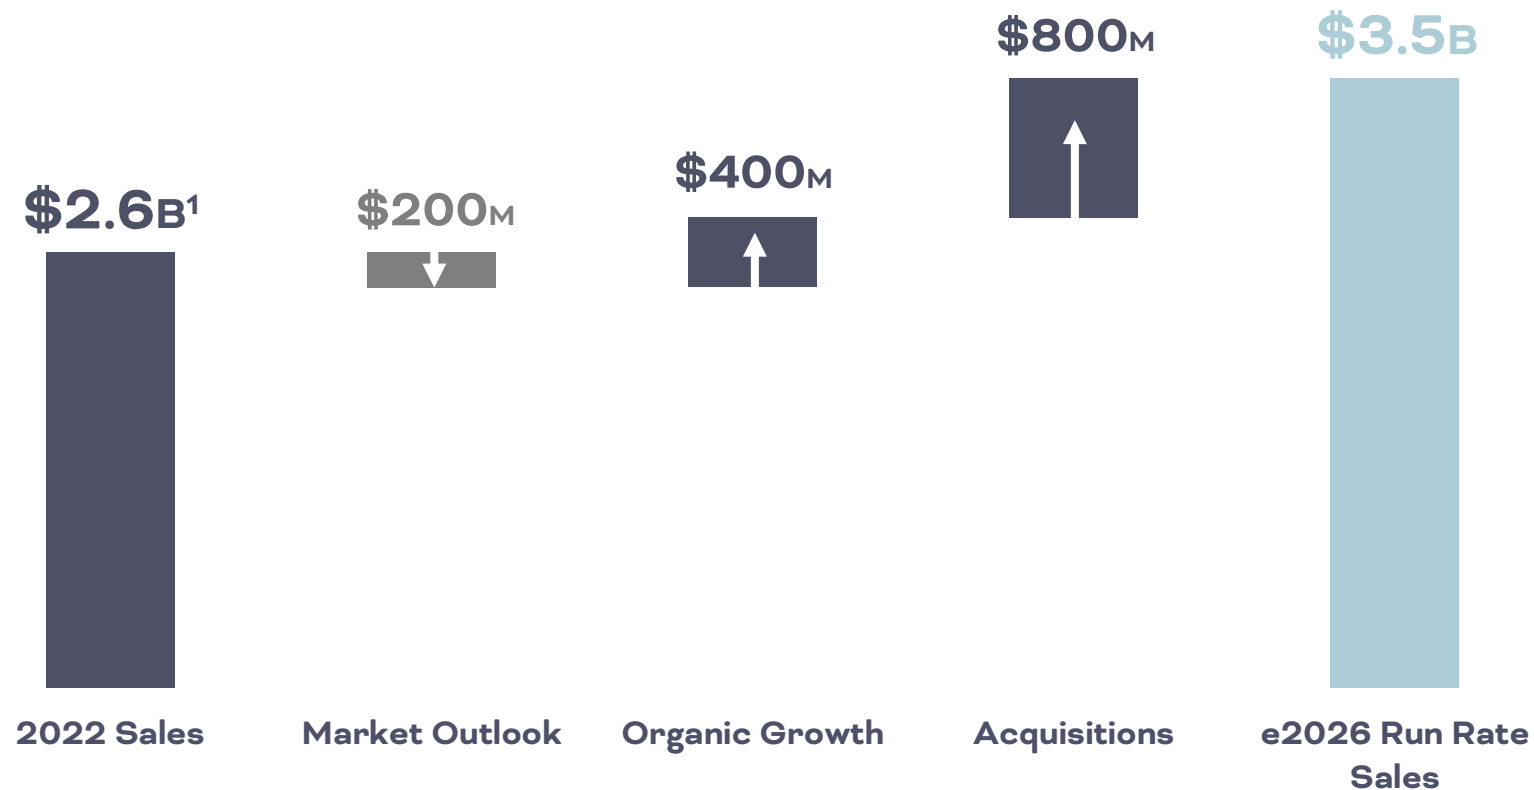 $2.6B¹
$200M
$400M
$800M
$3.5B
2022 Sales
Market Outlook
Organic Growth
Acquisitions
e2026 Run Rate
Sales